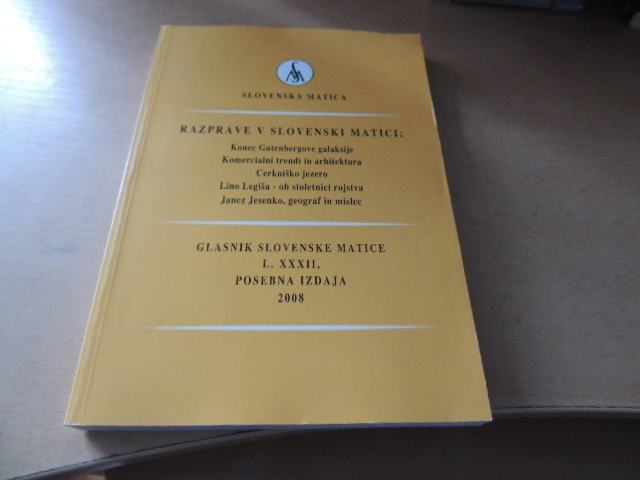 SM
SLOVENSKA MATICA
RAZPRAVE V SLOVENSKI MATICI:
Konec Gutenbergove galaksije
Komercialni trendi in arhitektura
Cerkniško jezero
Lino Legiša - ob stoletnici rojstva
Janez Jesenko, geograf in mislec
GLASNIK SLOVENSKE MATICE
L. XXXII,
POSEBNA IZDAJA
2008